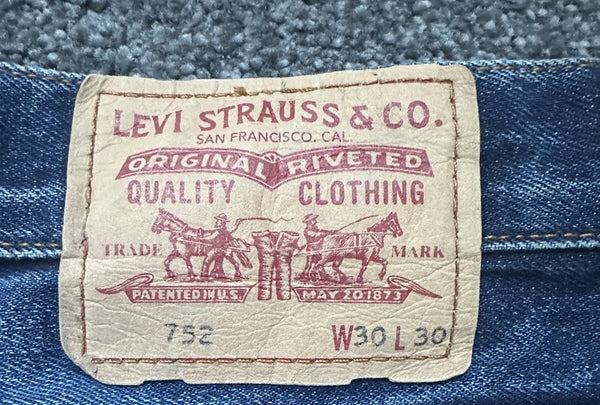 LEVI STRAUSS & CO.
SAN FRANCISCO, CAL.
ORIGINAL RIVETED
QUALITY CLOTHING
TRADE MARK
PATENTED IN U.S. MAY 20 1873
752 W30 L 30